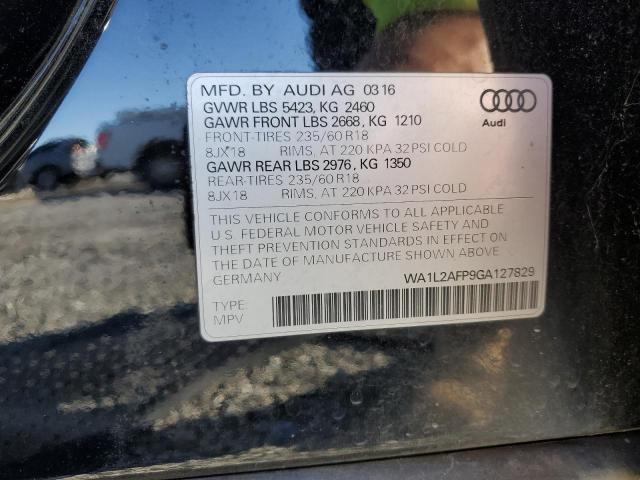 MFD. BY AUDI AG 03 16
GVWR LBS 5423, KG 2460
GAWR FRONT LBS 2668, KG 1210
FRONT-TIRES 235/60 R18
8JX18 RIMS, AT 220 KPA 32 PSI COLD
GAWR REAR LBS 2976, KG 1350
REAR-TIRES 235/60 R18
8JX18 RIMS, AT 220 KPA 32 PSI COLD
Audi
THIS VEHICLE CONFORMS TO ALL APPLICABLE
U.S. FEDERAL MOTOR VEHICLE SAFETY AND
THEFT PREVENTION STANDARDS IN EFFECT ON
THE DATE OF MANUFACTURE SHOWN ABOVE
GERMANY WA1L2AFP9GA127829
TYPE:
MPV